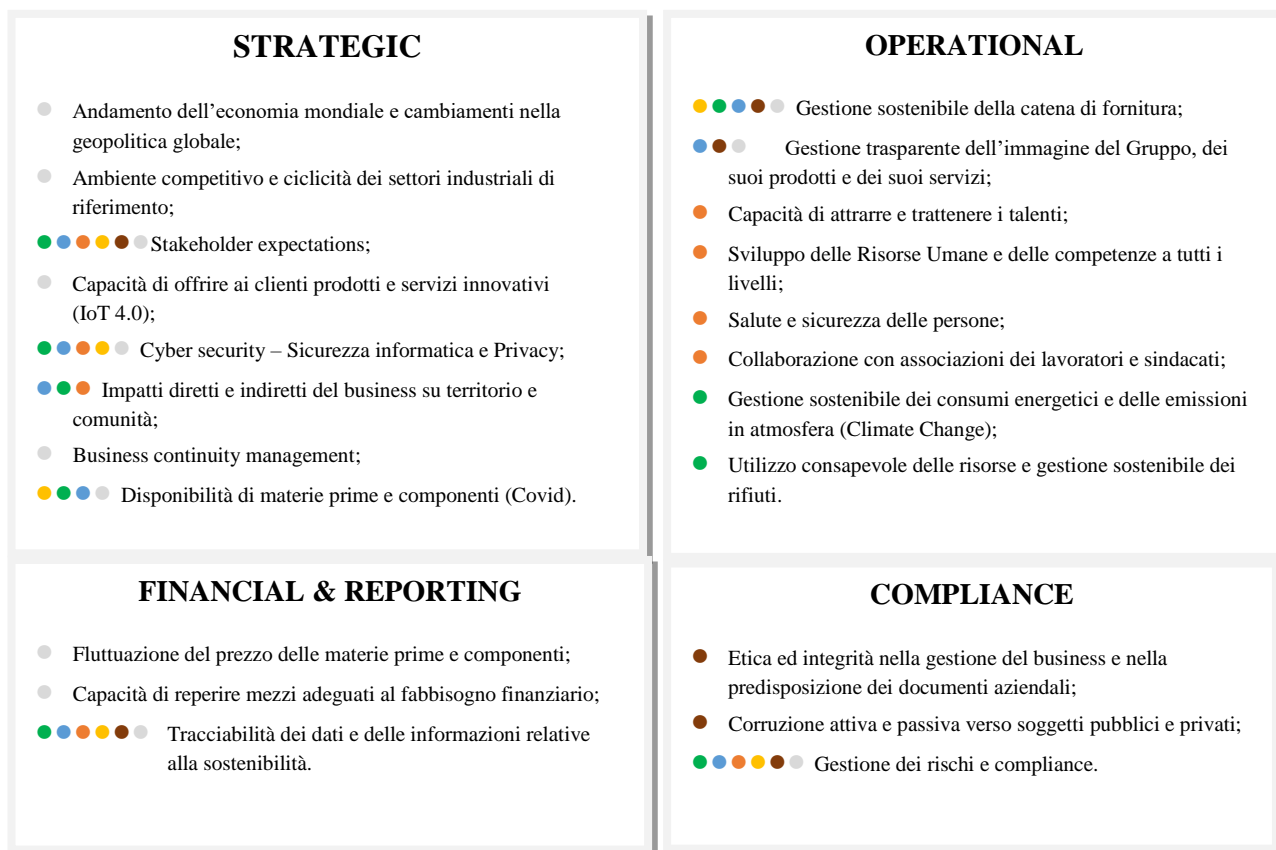 STRATEGIC
Andamento dell’economia mondiale e cambiamenti nella
geopolitica globale;
Ambiente competitivo e ciclicità dei settori industriali di
riferimento;
Stakeholder expectations;
Capacità di offrire ai clienti prodotti e servizi innovativi
(IoT 4.0);
Cyber security – Sicurezza informatica e Privacy;
Impatti diretti e indiretti del business su territorio e
comunità;
Business continuity management;
Disponibilità di materie prime e componenti (Covid).
OPERATIONAL
Gestione sostenibile della catena di fornitura;
Gestione trasparente dell’immagine del Gruppo, dei
suoi prodotti e dei suoi servizi;
Capacità di attrarre e trattenere i talenti;
Sviluppo delle Risorse Umane e delle competenze a tutti i
livelli;
Salute e sicurezza delle persone;
Collaborazione con associazioni dei lavoratori e sindacati;
Gestione sostenibile dei consumi energetici e delle emissioni
in atmosfera (Climate Change);
Utilizzo consapevole delle risorse e gestione sostenibile dei
rifiuti.
FINANCIAL & REPORTING
Fluttuazione del prezzo delle materie prime e componenti;
Capacità di reperire mezzi adeguati al fabbisogno finanziario;
Tracciabilità dei dati e delle informazioni relative
alla sostenibilità.
COMPLIANCE
Etica ed integrità nella gestione del business e nella
predisposizione dei documenti aziendali;
Corruzione attiva e passiva verso soggetti pubblici e privati;
Gestione dei rischi e compliance.